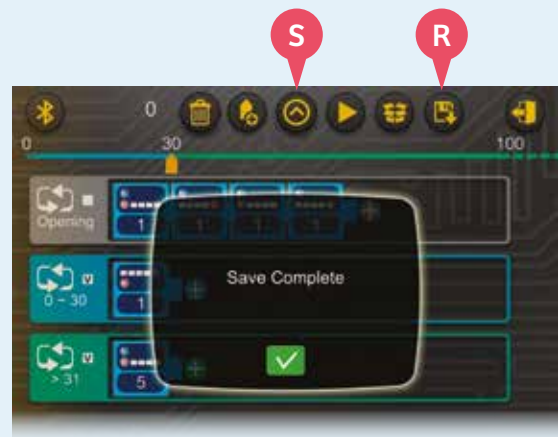 S R
0
0 30 100
Opening 1 1 1 1
V
0 ~ 30 1
V
> 31 5
Save Complete